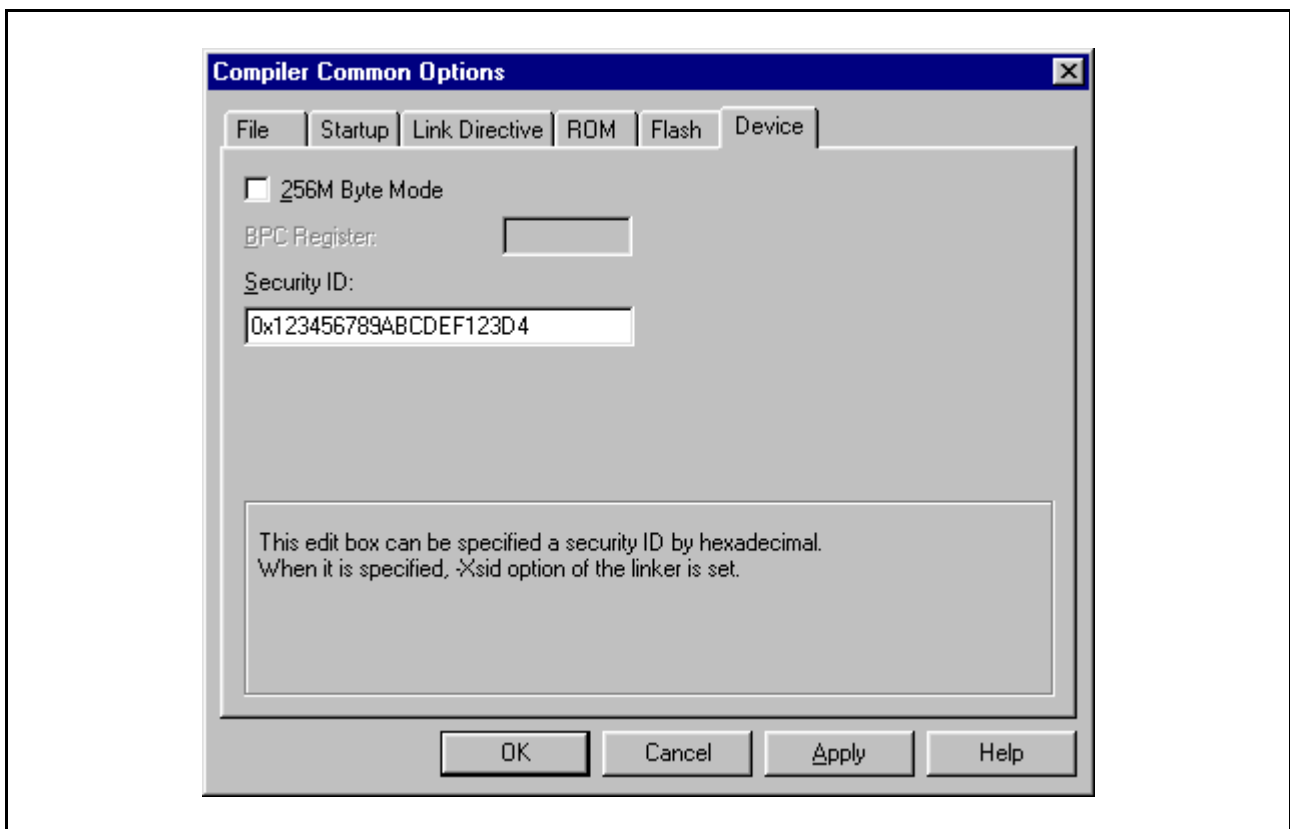 Compiler Common Options
File Startup Link Directive ROM Flash Device
256M Byte Mode
BPC Register:
Security ID:
0x123456789ABCDEF123D4
This edit box can be specified a security ID by hexadecimal.
When it is specified, -Xsid option of the linker is set.
OK Cancel Apply Help